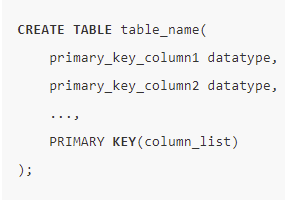 CREATE TABLE table_name(
    primary_key_column1 datatype,
    primary_key_column2 datatype,
    ...,
    PRIMARY KEY(column_list)
);